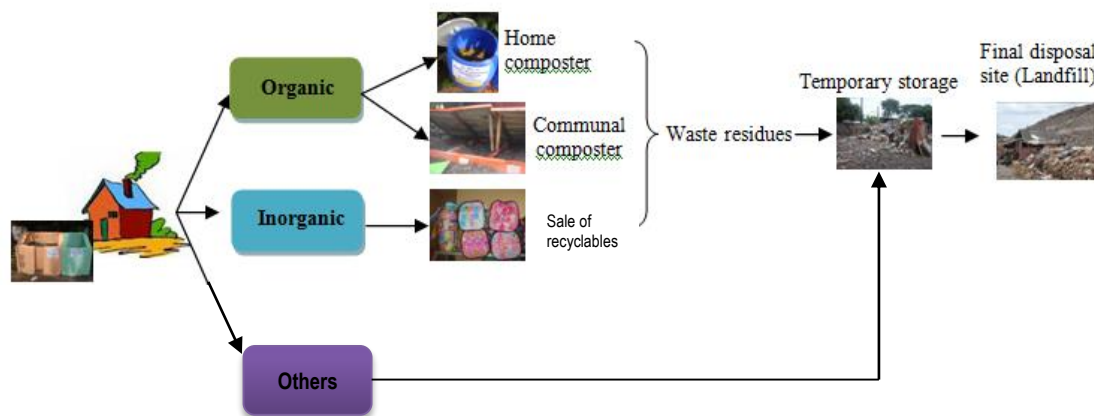 Organic
Home
composter
Communal
composter
Inorganic
Sale of
recyclables
Waste residues
Temporary storage
Final disposal
site (Landfill)
Others